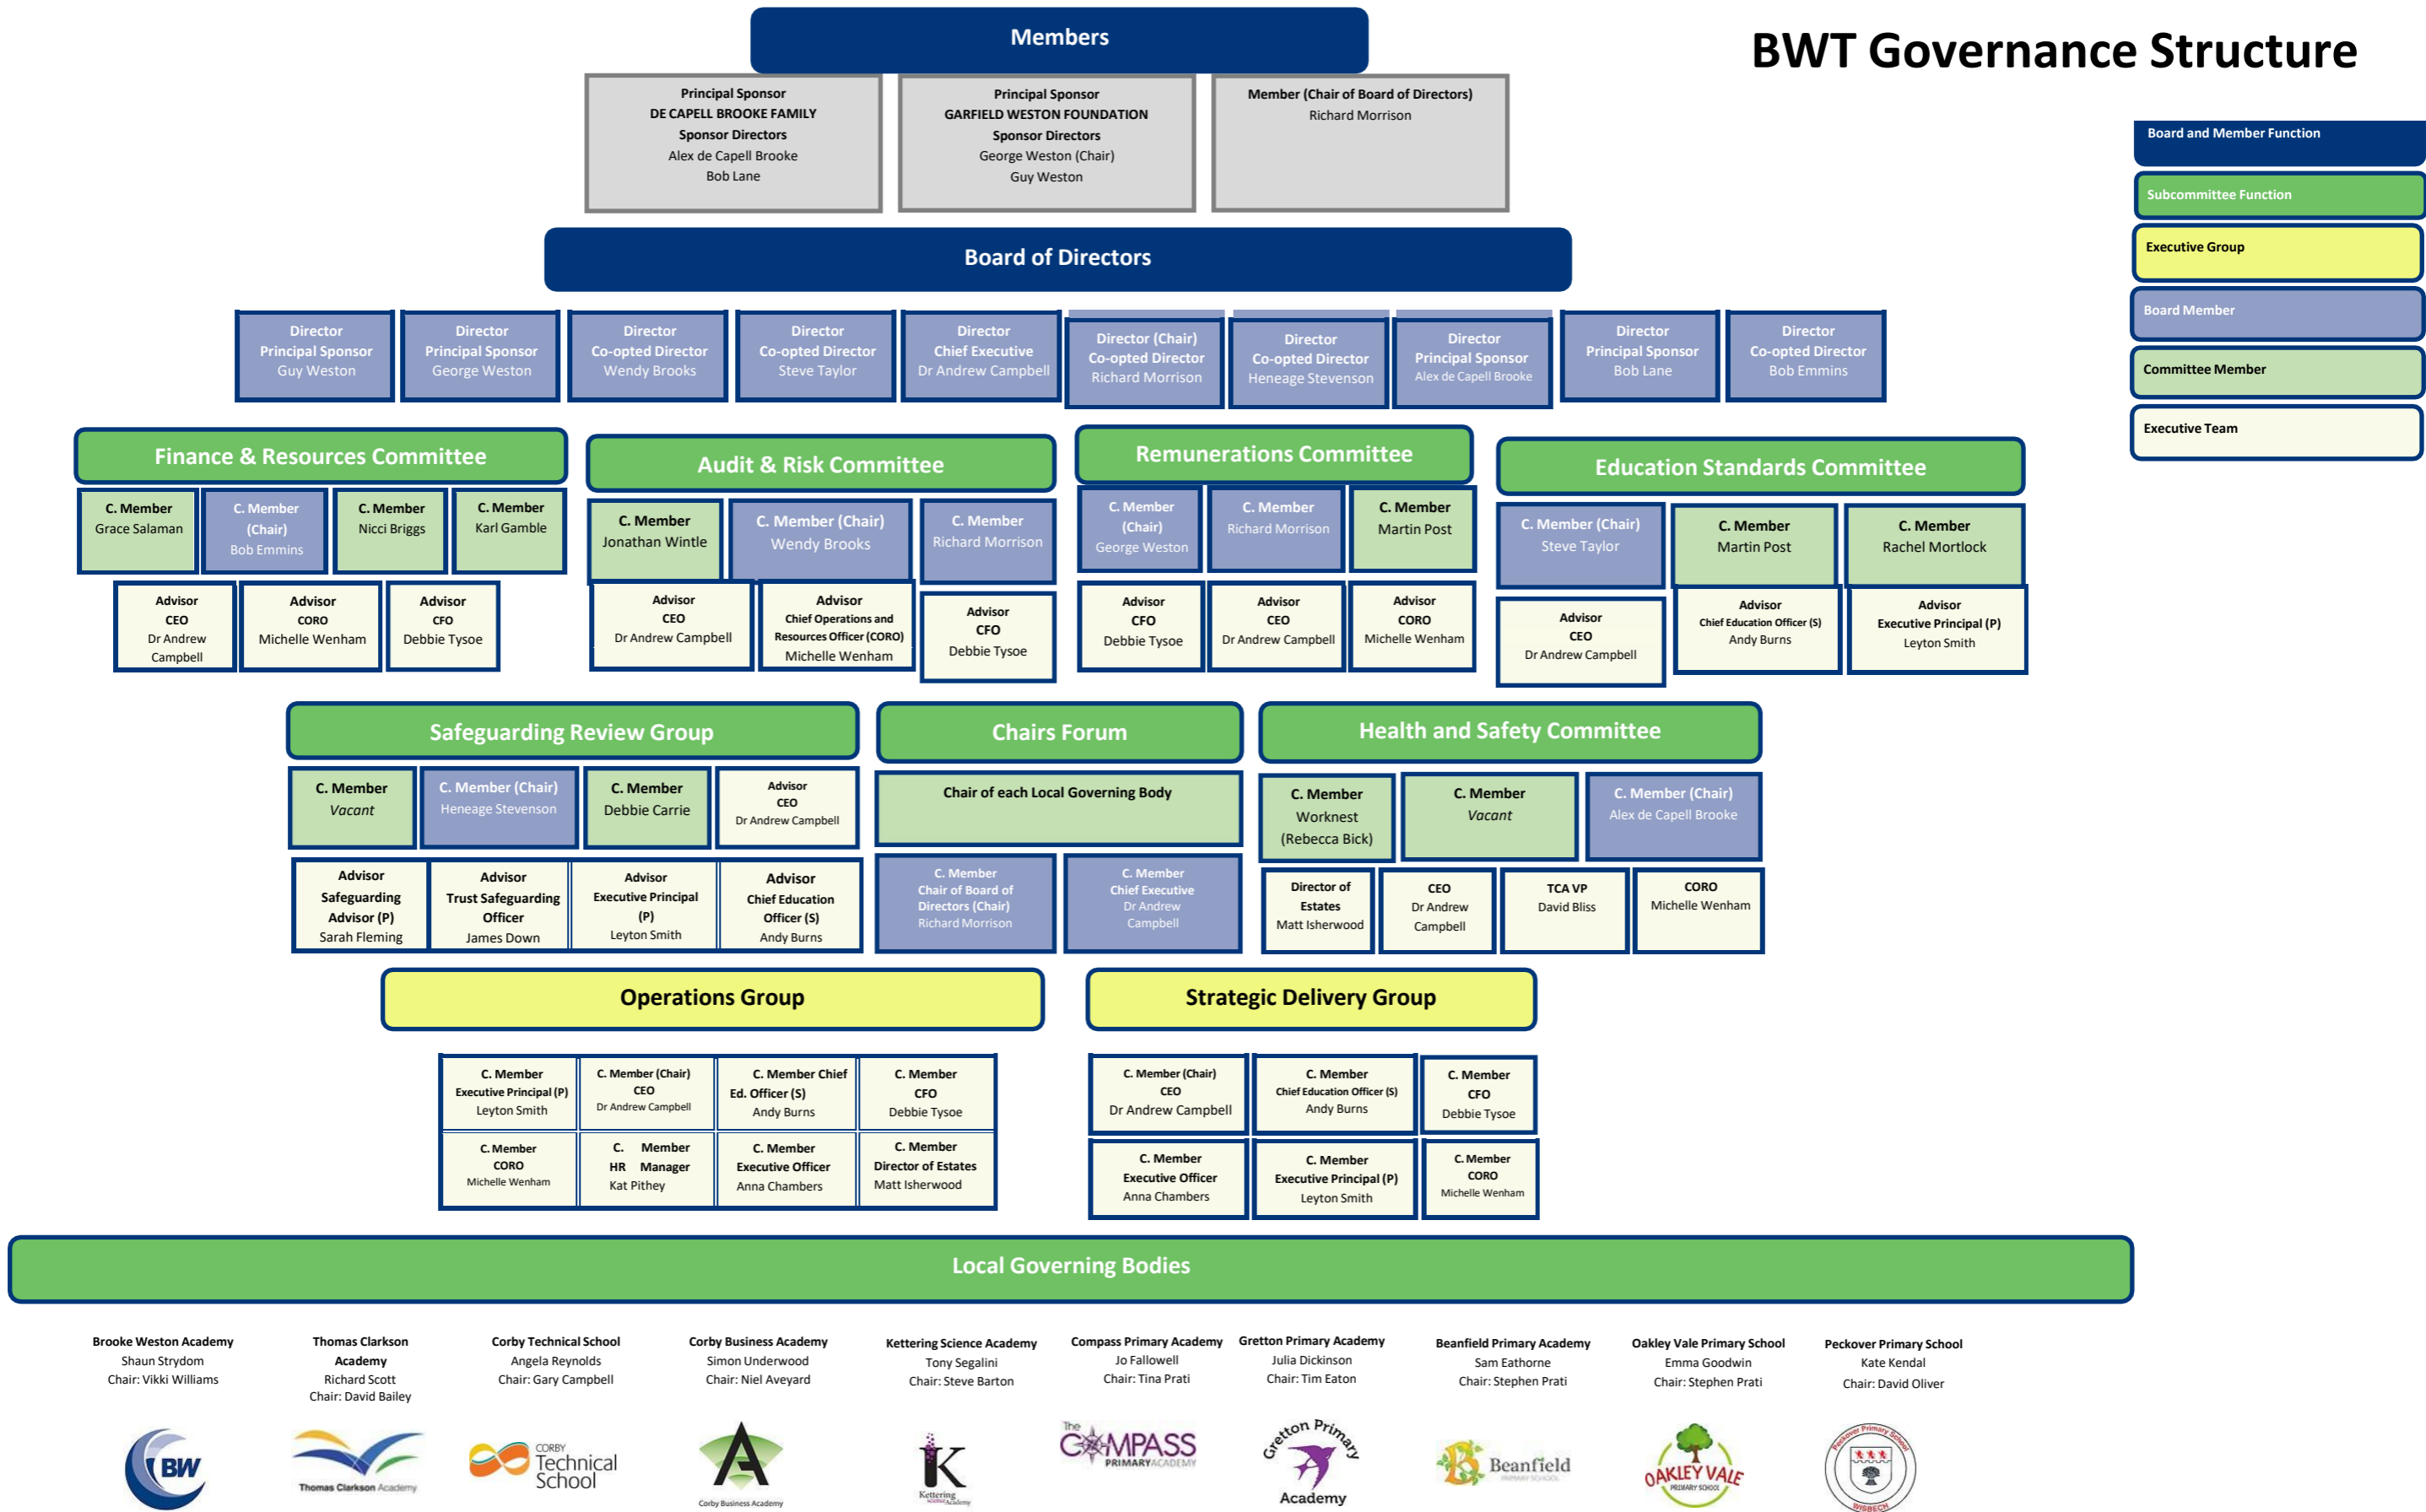 BWT Governance Structure
Members
Principal Sponsor
DE CAPELL BROOKE FAMILY
Sponsor Directors
Alex de Capell Brooke
Bob Lane
Principal Sponsor
GARFIELD WESTON FOUNDATION
Sponsor Directors
George Weston (Chair)
Guy Weston
Member (Chair of Board of Directors)
Richard Morrison
Board and Member Function
Subcommittee Function
Executive Group
Board Member
Committee Member
Executive Team
Board of Directors
Director
Principal Sponsor
Guy Weston
Director
Principal Sponsor
George Weston
Director
Co-opted Director
Wendy Brooks
Director
Co-opted Director
Steve Taylor
Director
Chief Executive
Dr Andrew Campbell
Director (Chair)
Co-opted Director
Richard Morrison
Director
Co-opted Director
Heneage Stevenson
Director
Principal Sponsor
Alex de Capell Brooke
Director
Principal Sponsor
Bob Lane
Director
Co-opted Director
Bob Emmins
Finance & Resources Committee
C. Member
Grace Salaman
C. Member
(Chair)
Bob Emmins
C. Member
Nicci Briggs
C. Member
Karl Gamble
Advisor
CEO
Dr Andrew
Campbell
Advisor
CORO
Michelle Wenham
Advisor
CFO
Debbie Tysoe
Audit & Risk Committee
C. Member
Jonathan Wintle
C. Member (Chair)
Wendy Brooks
C. Member
Richard Morrison
Advisor
CEO
Dr Andrew Campbell
Advisor
Chief Operations and
Resources Officer (CORO)
Michelle Wenham
Advisor
CFO
Debbie Tysoe
Remunerations Committee
C. Member
(Chair)
George Weston
C. Member
Richard Morrison
C. Member
Martin Post
Advisor
CFO
Debbie Tysoe
Advisor
CEO
Dr Andrew Campbell
Advisor
CORO
Michelle Wenham
Education Standards Committee
C. Member (Chair)
Steve Taylor
C. Member
Martin Post
C. Member
Rachel Mortlock
Advisor
CEO
Dr Andrew Campbell
Advisor
Chief Education Officer (S)
Andy Burns
Advisor
Executive Principal (P)
Leyton Smith
Safeguarding Review Group
C. Member
Vacant
C. Member (Chair)
Heneage Stevenson
C. Member
Debbie Carrie
Advisor
CEO
Dr Andrew Campbell
Advisor
Safeguarding
Advisor (P)
Sarah Fleming
Advisor
Trust Safeguarding
Officer
James Down
Advisor
Executive Principal
(P)
Leyton Smith
Advisor
Chief Education
Officer (S)
Andy Burns
Chairs Forum
Chair of each Local Governing Body
C. Member
Chair of Board of
Directors (Chair)
Richard Morrison
C. Member
Chief Executive
Dr Andrew
Campbell
Health and Safety Committee
C. Member
Worknest
(Rebecca Bick)
C. Member
Vacant
C. Member (Chair)
Alex de Capell Brooke
Director of
Estates
Matt Isherwood
CEO
Dr Andrew
Campbell
TCA VP
David Bliss
CORO
Michelle Wenham
Operations Group
C. Member
Executive Principal (P)
Leyton Smith
C. Member (Chair)
CEO
Dr Andrew Campbell
C. Member Chief
Ed. Officer (S)
Andy Burns
C. Member
CFO
Debbie Tysoe
C. Member
CORO
Michelle Wenham
C. Member
HR Manager
Kat Pithey
C. Member
Executive Officer
Anna Chambers
C. Member
Director of Estates
Matt Isherwood
Strategic Delivery Group
C. Member (Chair)
CEO
Dr Andrew Campbell
C. Member
Chief Education Officer (S)
Andy Burns
C. Member
CFO
Debbie Tysoe
C. Member
Executive Officer
Anna Chambers
C. Member
Executive Principal (P)
Leyton Smith
C. Member
CORO
Michelle Wenham
Local Governing Bodies
Brooke Weston Academy
Shaun Strydom
Chair: Vikki Williams
Thomas Clarkson
Academy
Richard Scott
Chair: David Bailey
Corby Technical School
Angela Reynolds
Chair: Gary Campbell
Corby Business Academy
Simon Underwood
Chair: Niel Aveyard
Kettering Science Academy
Tony Segalini
Chair: Steve Barton
Compass Primary Academy
Jo Fallowell
Chair: Tina Prati
Gretton Primary Academy
Julia Dickinson
Chair: Tim Eaton
Beanfield Primary Academy
Sam Eathorne
Chair: Stephen Prati
Oakley Vale Primary School
Emma Goodwin
Chair: Stephen Prati
Peckover Primary School
Kate Kendal
Chair: David Oliver
BW
Thomas Clarkson Academy
CORBY
Technical
School
A
Corby Business Academy
K
Kettering
Science Academy
The
COMPASS
PRIMARY ACADEMY
Gretton Primary
Academy
B
Beanfield
PRIMARY SCHOOL
OAKLEY VALE
PRIMARY SCHOOL
Peckover Primary School
WISBECH